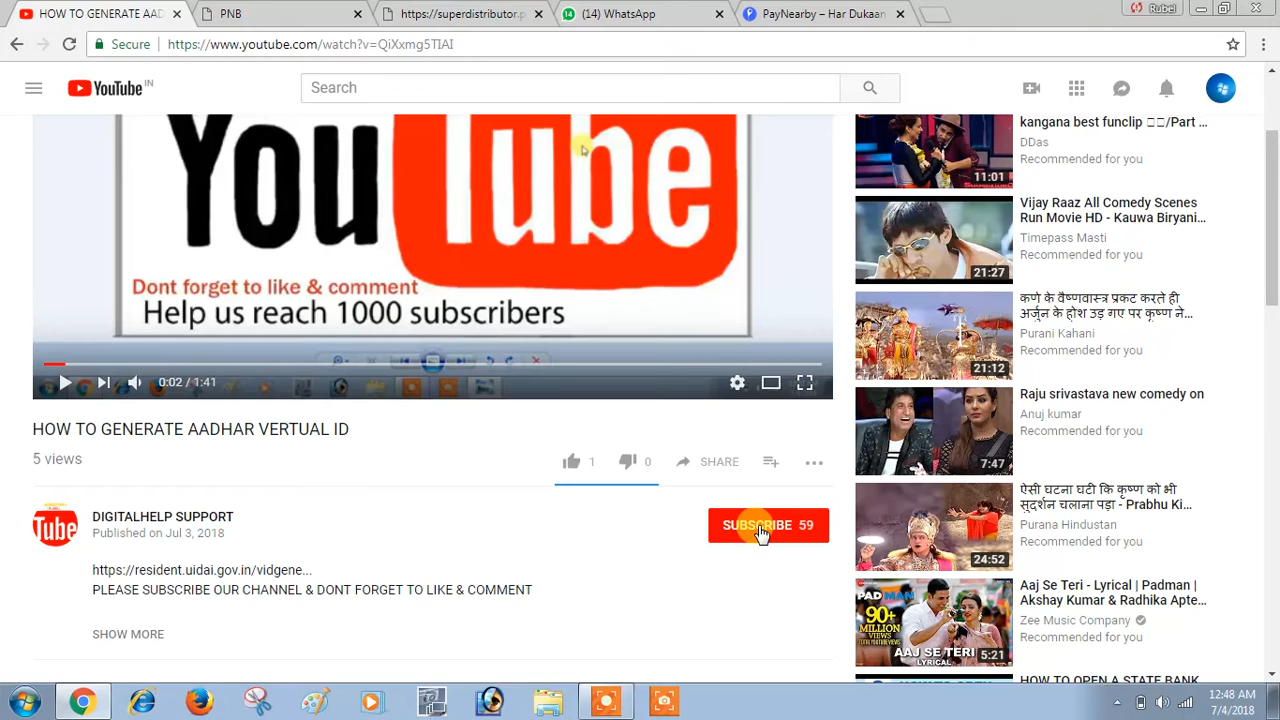 HOW TO GENERATE AAD
PNB
https://superdistributor.p
(14) WhatsApp
PayNearby – Har Dukaan
Rubel
Secure
https://www.youtube.com/watch?v=QiXxmg5TIAI
YouTube IN
Search
YouTube
Dont forget to like & comment
Help us reach 1000 subscribers
0:02 / 1:41
HOW TO GENERATE AADHAR VERTUAL ID
5 views
1
0
SHARE
Tube
DIGITALHELP SUPPORT
Published on Jul 3, 2018
SUBSCRIBE 59
https://resident.uidai.gov.in/vidgene...
PLEASE SUBSCRIBE OUR CHANNEL & DONT FORGET TO LIKE & COMMENT
SHOW MORE
kangana best funclip /Part ...
DDas
Recommended for you
11:01
Vijay Raaz All Comedy Scenes
Run Movie HD - Kauwa Biryani...
Timepass Masti
Recommended for you
21:27
कर्ण के वैष्णवास्त्र प्रकट करते ही
अर्जुन के होश उड़ गए पर कृष्ण ने...
Purani Kahani
Recommended for you
21:12
Raju srivastava new comedy on
Anuj kumar
Recommended for you
7:47
ऐसी घटना घटी कि कृष्ण को भी
सुदर्शन चलाना पड़ा - Prabhu Ki...
Purana Hindustan
Recommended for you
24:52
Aaj Se Teri - Lyrical | Padman |
Akshay Kumar & Radhika Apte...
Zee Music Company
Recommended for you
PAD MAN
90+
MILLION
VIEWS
AAJ SE TERI
LYRICAL
5:21
HOW TO OPEN A STATE BANK
12:48 AM
7/4/2018